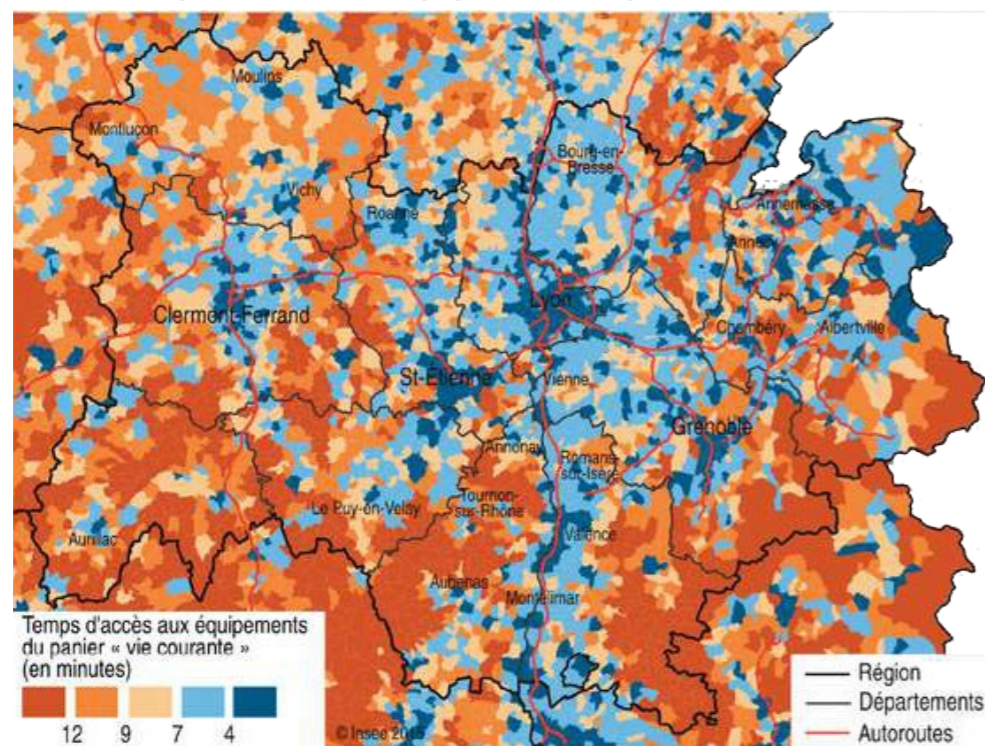 Moulins
Montluçon
Bourg-en-
Bresse
Vichy
Roanne
Annemasse
Annecy
Lyon
Clermont-Ferrand
Chambéry
Albertville
St-Étienne
Vienne
Grenoble
Annonay
Romans-
sur-Isère
Le Puy-en-Velay
Tournon-
sur-Rhône
Aurillac
Valence
Aubenas
Montélimar
Temps d'accès aux équipements
du panier « vie courante »
(en minutes)
12 9 7 4
© Insee
Région
Départements
Autoroutes